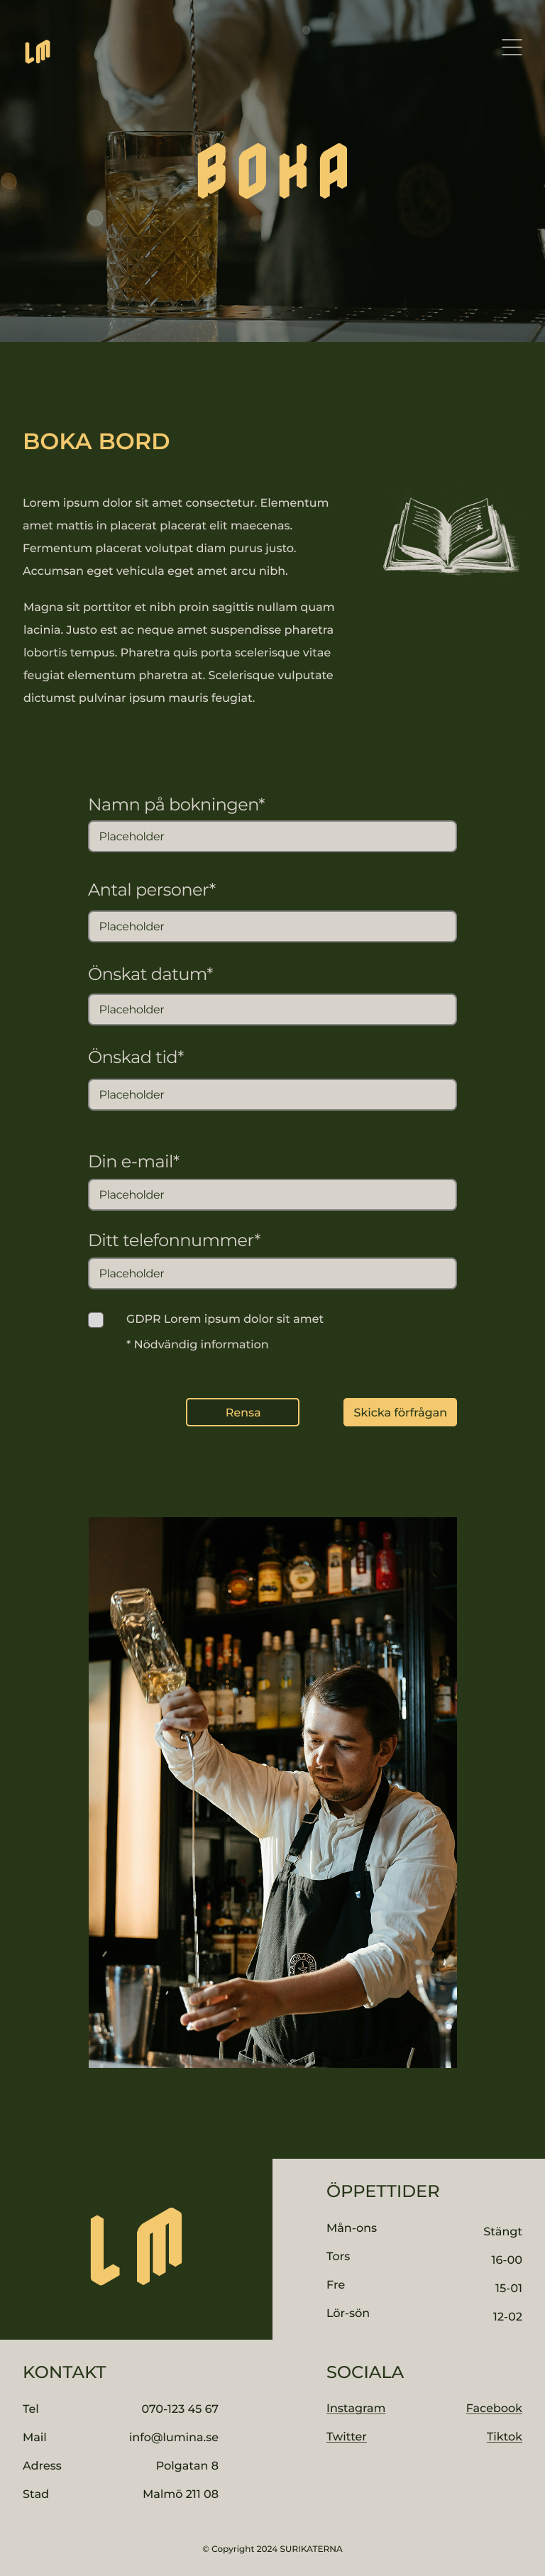 LM
BOKA
BOKA BORD
Lorem ipsum dolor sit amet consectetur. Elementum
amet mattis in placerat placerat elit maecenas.
Fermentum placerat volutpat diam purus justo.
Accumsan eget vehicula eget amet arcu nibh.
Magna sit porttitor et nibh proin sagittis nullam quam
lacinia. Justo est ac neque amet suspendisse pharetra
lobortis tempus. Pharetra quis porta scelerisque vitae
feugiat elementum pharetra at. Scelerisque vulputate
dictumst pulvinar ipsum mauris feugiat.
Namn på bokningen*
Placeholder
Antal personer*
Placeholder
Önskat datum*
Placeholder
Önskad tid*
Placeholder
Din e-mail*
Placeholder
Ditt telefonnummer*
Placeholder
GDPR Lorem ipsum dolor sit amet
* Nödvändig information
Rensa Skicka förfrågan
LM
ÖPPETTIDER
Mån-ons Stängt
Tors 16-00
Fre 15-01
Lör-sön 12-02
KONTAKT
Tel 070-123 45 67
Mail info@lumina.se
Adress Polgatan 8
Stad Malmö 211 08
SOCIALA
Instagram Facebook
Twitter Tiktok
© Copyright 2024 SURIKATERNA